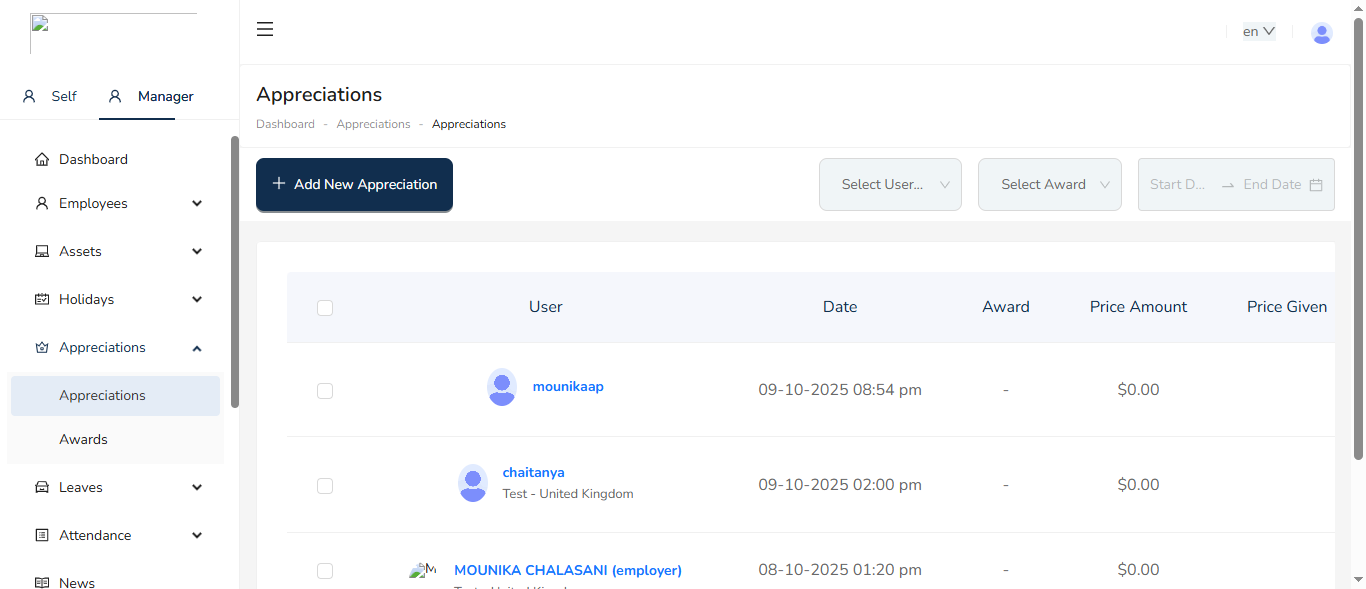 en
Self
Manager
Appreciations
Dashboard - Appreciations - Appreciations
Dashboard
Employees
Assets
Holidays
Appreciations
Appreciations
Awards
Leaves
Attendance
News
+ Add New Appreciation
Select User...
Select Award
Start D...
End Date
User
Date
Award
Price Amount
Price Given
mounikaap
09-10-2025 08:54 pm
-
$0.00
chaitanya
Test - United Kingdom
09-10-2025 02:00 pm
-
$0.00
M
MOUNIKA CHALASANI (employer)
08-10-2025 01:20 pm
-
$0.00